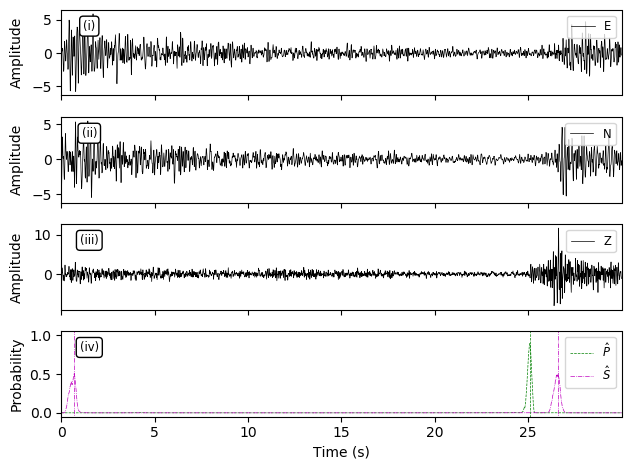 (i)
E
Amplitude
5
0
−5
(ii)
N
Amplitude
5
0
−5
(iii)
Z
Amplitude
10
0
(iv)
P̂
Ŝ
Probability
1.0
0.5
0.0
0 5 10 15 20 25
Time (s)